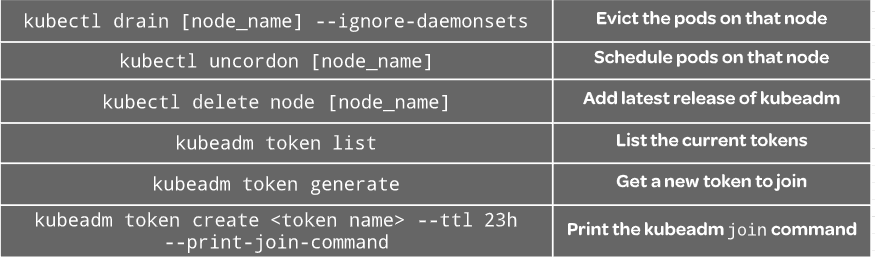 kubectl drain [node_name] --ignore-daemonsets
Evict the pods on that node
kubectl uncordon [node_name]
Schedule pods on that node
kubectl delete node [node_name]
Add latest release of kubeadm
kubeadm token list
List the current tokens
kubeadm token generate
Get a new token to join
kubeadm token create <token name> --ttl 23h
--print-join-command
Print the kubeadm join command